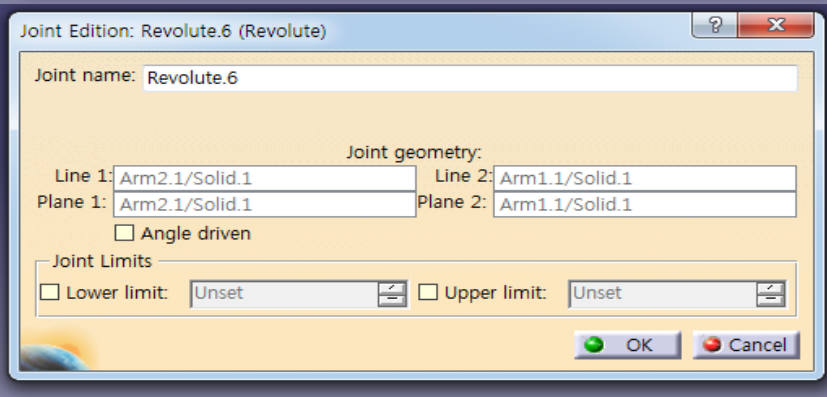 Joint Edition: Revolute.6 (Revolute)
Joint name: Revolute.6
Joint geometry:
Line 1: Arm2.1/Solid.1 Line 2: Arm1.1/Solid.1
Plane 1: Arm2.1/Solid.1 Plane 2: Arm1.1/Solid.1
Angle driven
Joint Limits
Lower limit: Unset Upper limit: Unset
OK Cancel